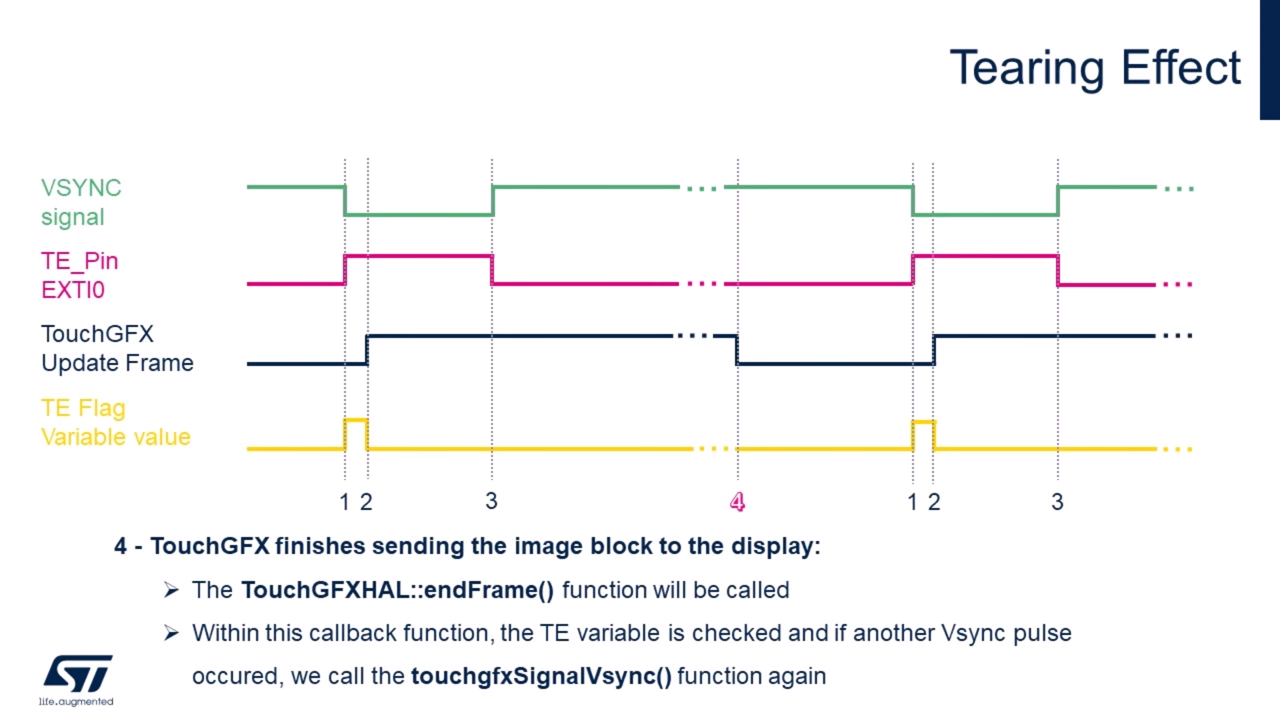 Tearing Effect
VSYNC
signal
TE_Pin
EXTI0
TouchGFX
Update Frame
TE Flag
Variable value
1 2 3 4 1 2 3
4 - TouchGFX finishes sending the image block to the display:
➢ The TouchGFXHAL::endFrame() function will be called
➢ Within this callback function, the TE variable is checked and if another Vsync pulse
occured, we call the touchgfxSignalVsync() function again
ST
life.augmented